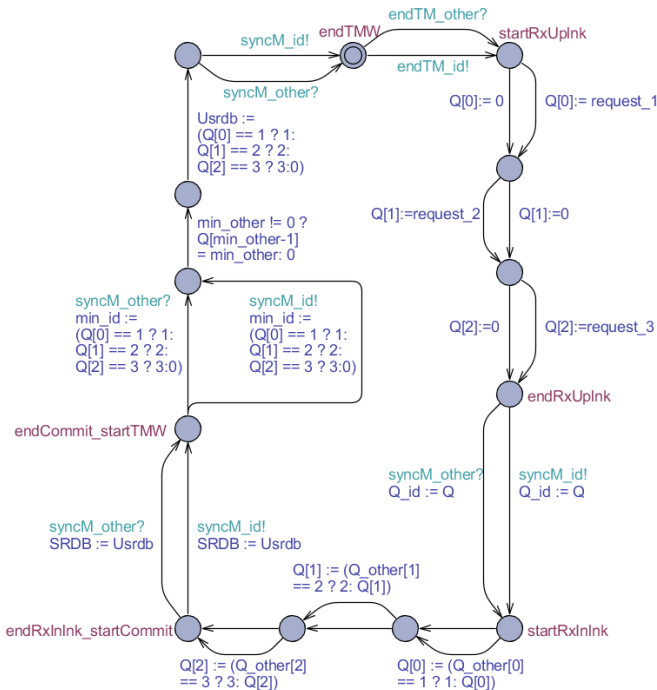 endTM_other?
endTMW
startRxUplnk
syncM_id!
endTM_id!
syncM_other?
Q[0]:= 0
Q[0]:= request_1
Usrdb :=
(Q[0] == 1 ? 1:
Q[1] == 2 ? 2:
Q[2] == 3 ? 3:0)
Q[1]:=request_2
Q[1]:=0
min_other != 0 ?
Q[min_other-1]
= min_other: 0
syncM_other?
min_id :=
(Q[0] == 1 ? 1:
Q[1] == 2 ? 2:
Q[2] == 3 ? 3:0)
syncM_id!
min_id :=
(Q[0] == 1 ? 1:
Q[1] == 2 ? 2:
Q[2] == 3 ? 3:0)
Q[2]:=0
Q[2]:=request_3
endRxUplnk
endCommit_startTMW
syncM_other?
Q_id := Q
syncM_id!
Q_id := Q
syncM_other?
SRDB := Usrdb
syncM_id!
SRDB := Usrdb
Q[1] := (Q_other[1]
== 2 ? 2: Q[1])
endRxInlnk_startCommit
startRxInlnk
Q[2] := (Q_other[2]
== 3 ? 3: Q[2])
Q[0] := (Q_other[0]
== 1 ? 1: Q[0])